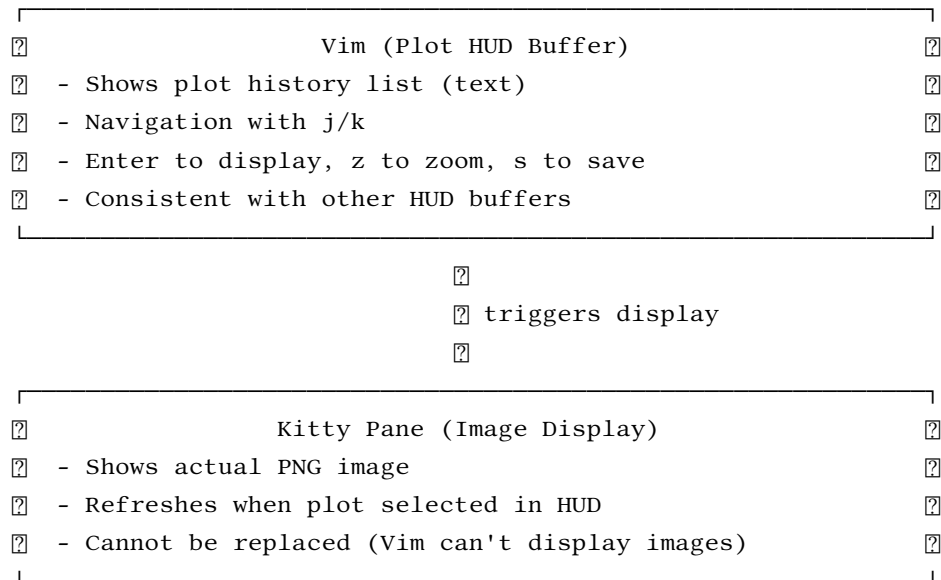 Vim (Plot HUD Buffer)
- Shows plot history list (text)
- Navigation with j/k
- Enter to display, z to zoom, s to save
- Consistent with other HUD buffers
triggers display
Kitty Pane (Image Display)
- Shows actual PNG image
- Refreshes when plot selected in HUD
- Cannot be replaced (Vim can't display images)